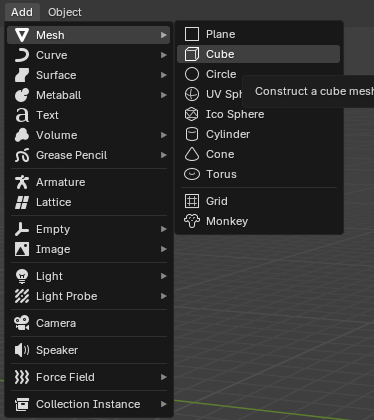 Add Object
Mesh
Curve
Surface
Metaball
Text
Volume
Grease Pencil
Armature
Lattice
Empty
Image
Light
Light Probe
Camera
Speaker
Force Field
Collection Instance
Plane
Cube
Circle
UV Sph
Ico Sphere
Cylinder
Cone
Torus
Grid
Monkey
Construct a cube mesh